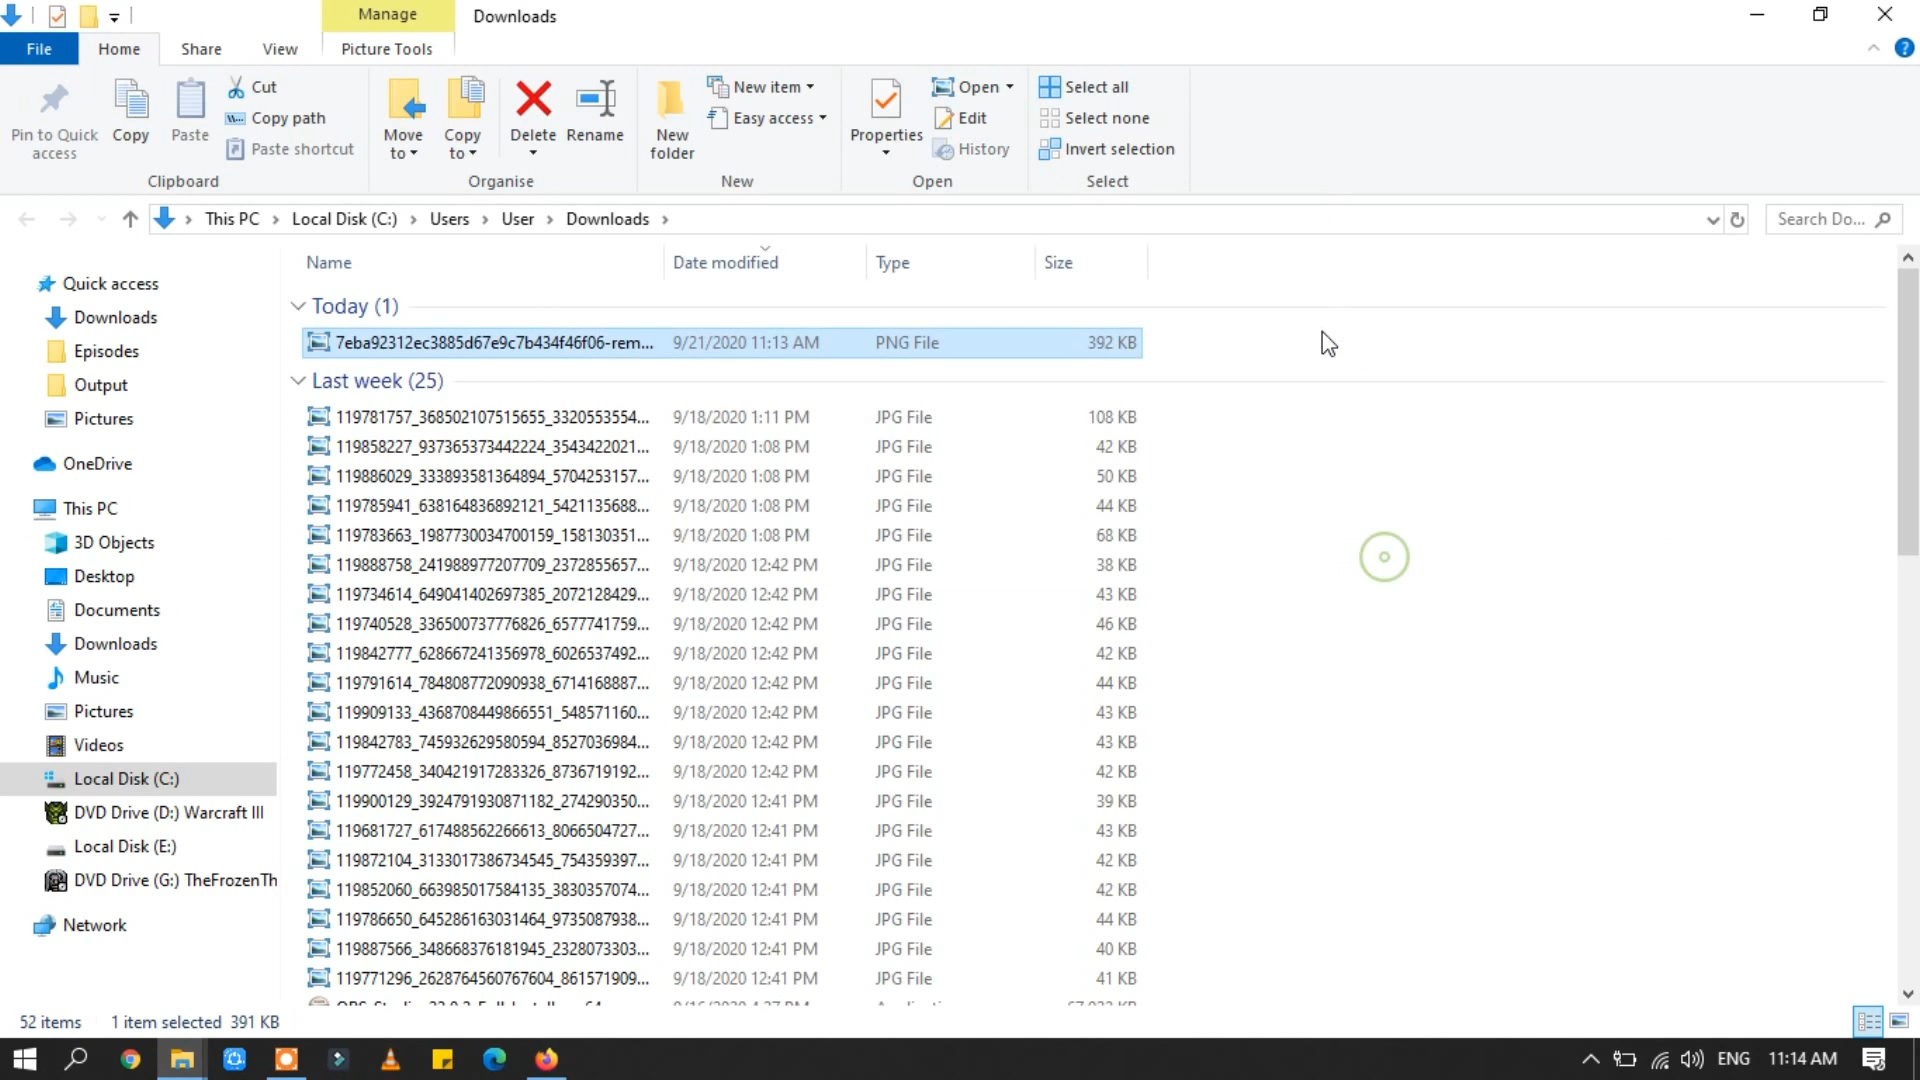 Manage
Downloads
File
Home
Share
View
Picture Tools
Pin to Quick access
Copy
Paste
Cut
Copy path
Paste shortcut
Move to
Copy to
Delete
Rename
New folder
New item
Easy access
Properties
Open
Edit
History
Select all
Select none
Invert selection
Clipboard
Organise
New
Open
Select
This PC > Local Disk (C:) > Users > User > Downloads >
Search Do...
Name
Date modified
Type
Size
Quick access
Downloads
Episodes
Output
Pictures
OneDrive
This PC
3D Objects
Desktop
Documents
Downloads
Music
Pictures
Videos
Local Disk (C:)
DVD Drive (D:) Warcraft III
Local Disk (E:)
DVD Drive (G:) TheFrozenTh
Network
Today (1)
7eba92312ec3885d67e9c7b434f46f06-rem... 9/21/2020 11:13 AM PNG File 392 KB
Last week (25)
119781757_368502107515655_3320553554... 9/18/2020 1:11 PM JPG File 108 KB
119858227_937365373442224_3543422021... 9/18/2020 1:08 PM JPG File 42 KB
119886029_333893581364894_5704253157... 9/18/2020 1:08 PM JPG File 50 KB
119785941_638164836892121_5421135688... 9/18/2020 1:08 PM JPG File 44 KB
119783663_1987730034700159_158130351... 9/18/2020 1:08 PM JPG File 68 KB
119888758_241988977207709_2372855657... 9/18/2020 12:42 PM JPG File 38 KB
119734614_649041402697385_2072128429... 9/18/2020 12:42 PM JPG File 43 KB
119740528_336500737776826_6577741759... 9/18/2020 12:42 PM JPG File 46 KB
119842777_628667241356978_6026537492... 9/18/2020 12:42 PM JPG File 42 KB
119791614_784808772090938_6714168887... 9/18/2020 12:42 PM JPG File 44 KB
119909133_4368708449866551_548571160... 9/18/2020 12:42 PM JPG File 43 KB
119842783_745932629580594_8527036984... 9/18/2020 12:42 PM JPG File 43 KB
119772458_340421917283326_8736719192... 9/18/2020 12:42 PM JPG File 42 KB
119900129_3924791930871182_274290350... 9/18/2020 12:41 PM JPG File 39 KB
119681727_617488562266613_8066504727... 9/18/2020 12:41 PM JPG File 43 KB
119872104_3133017386734545_754359397... 9/18/2020 12:41 PM JPG File 42 KB
119852060_663985017584135_3830357074... 9/18/2020 12:41 PM JPG File 42 KB
119786650_645286163031464_9735087938... 9/18/2020 12:41 PM JPG File 44 KB
119887566_348668376181945_2328073303... 9/18/2020 12:41 PM JPG File 40 KB
119771296_2628764560767604_861571909... 9/18/2020 12:41 PM JPG File 41 KB
52 items 1 item selected 391 KB
ENG 11:14 AM